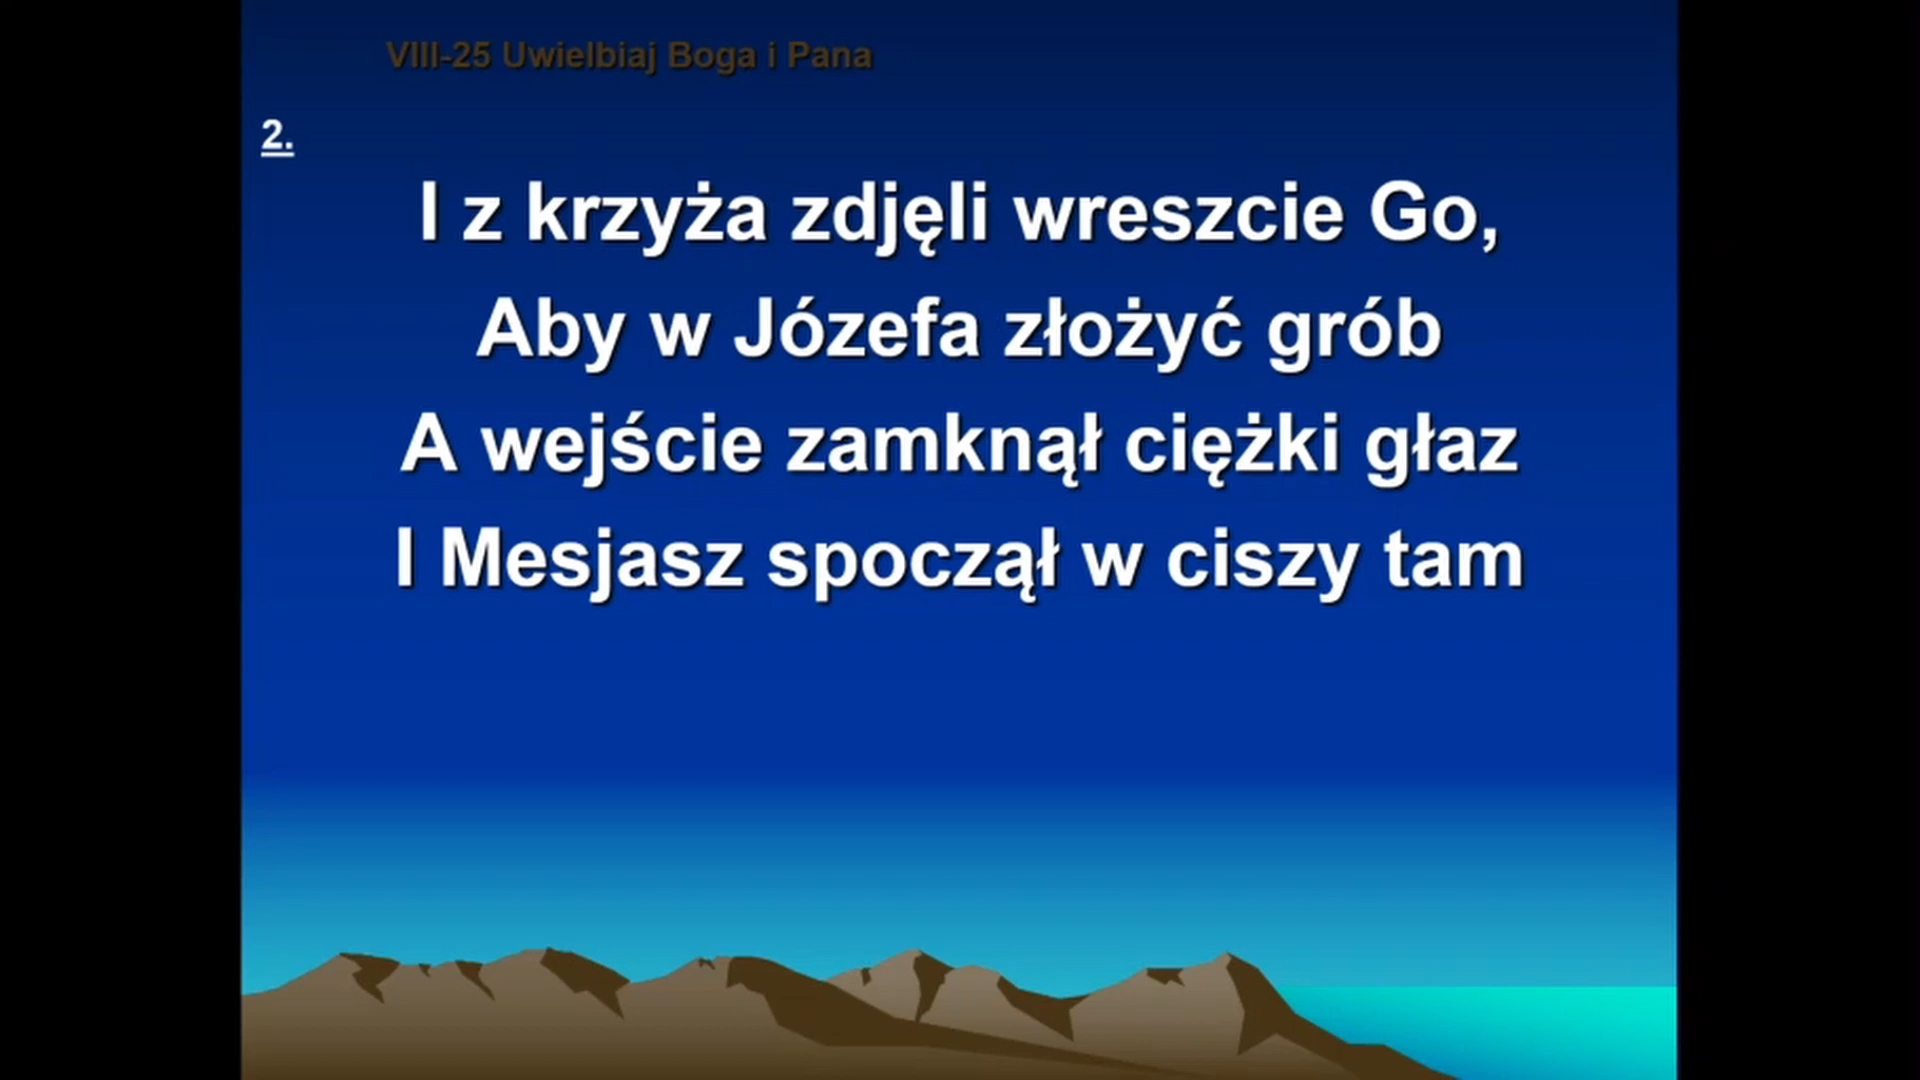 VIII-25 Uwielbiaj Boga i Pana
2.
I z krzyża zdjęli wreszcie Go,
Aby w Józefa złożyć grób
A wejście zamknął ciężki głaz
I Mesjasz spoczął w ciszy tam